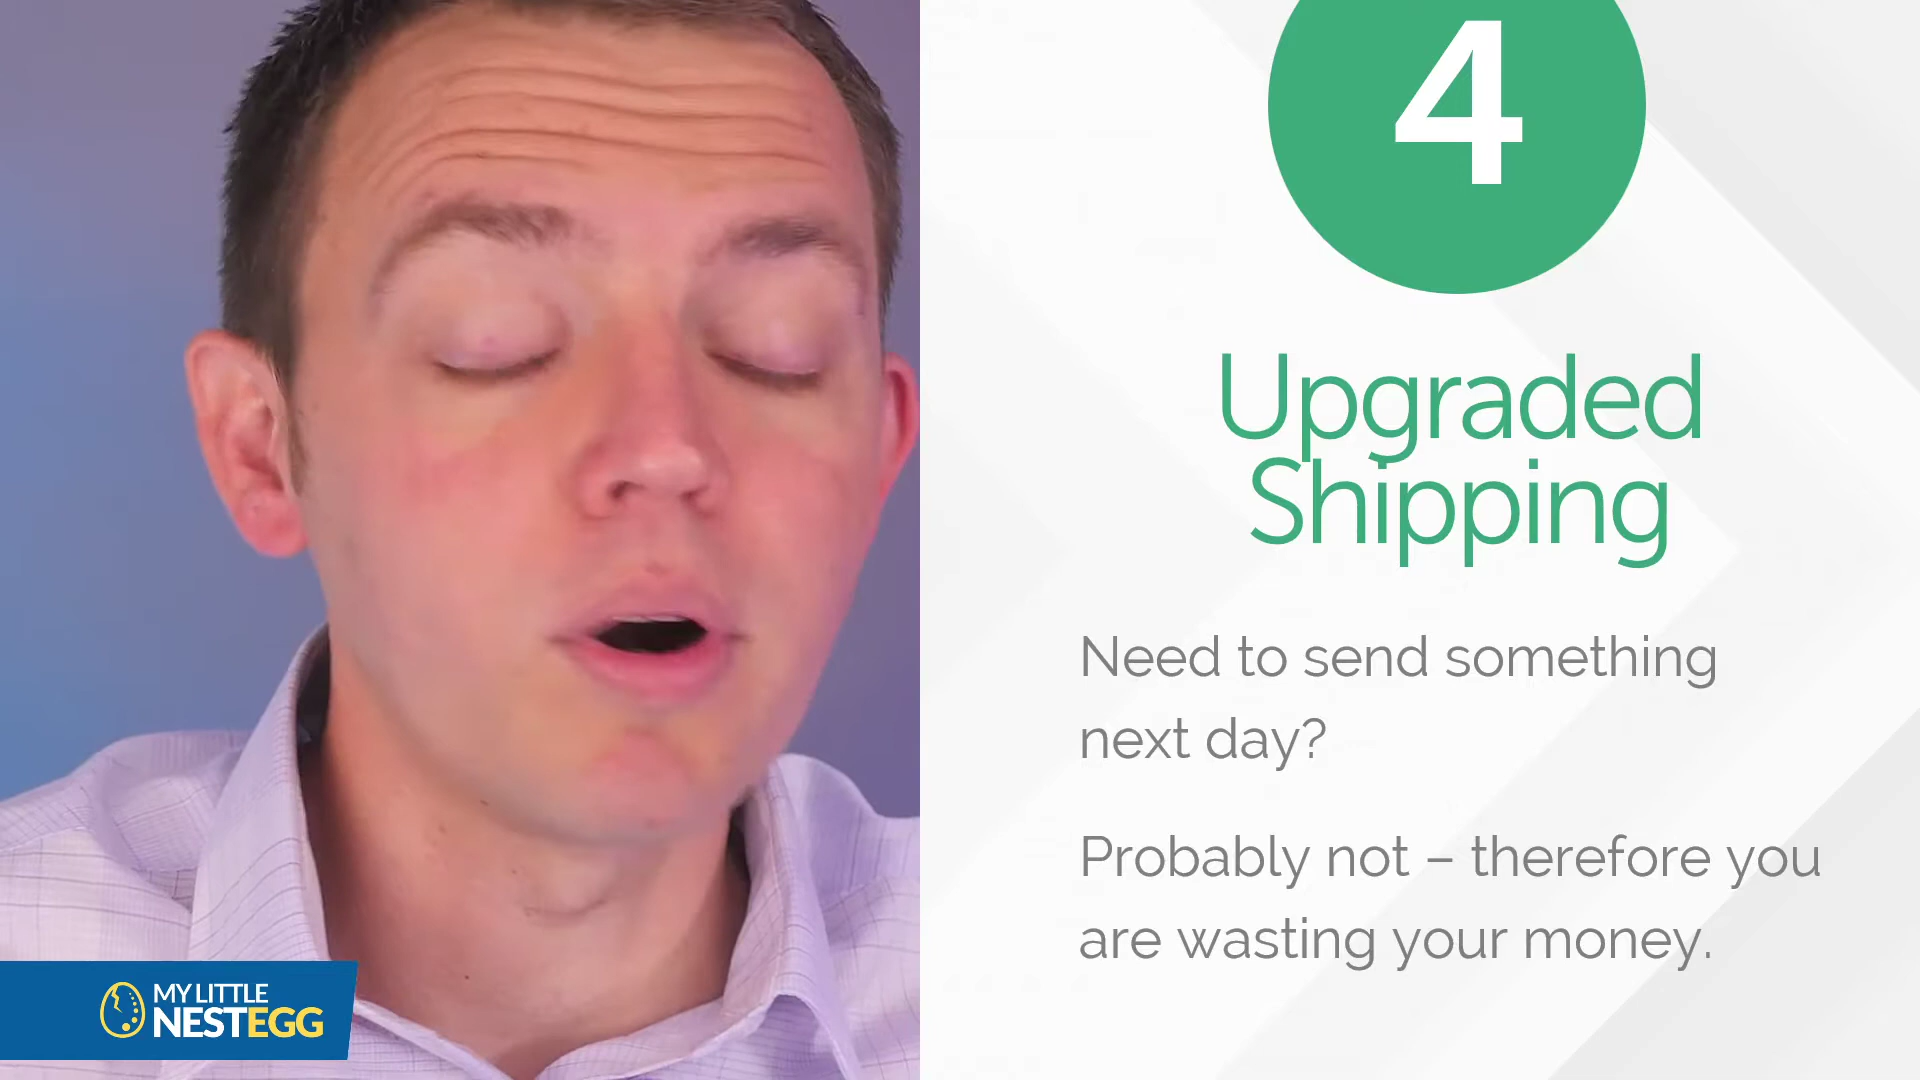 4
Upgraded
Shipping
Need to send something
next day?
Probably not – therefore you
are wasting your money.
MY LITTLE
NESTEGG